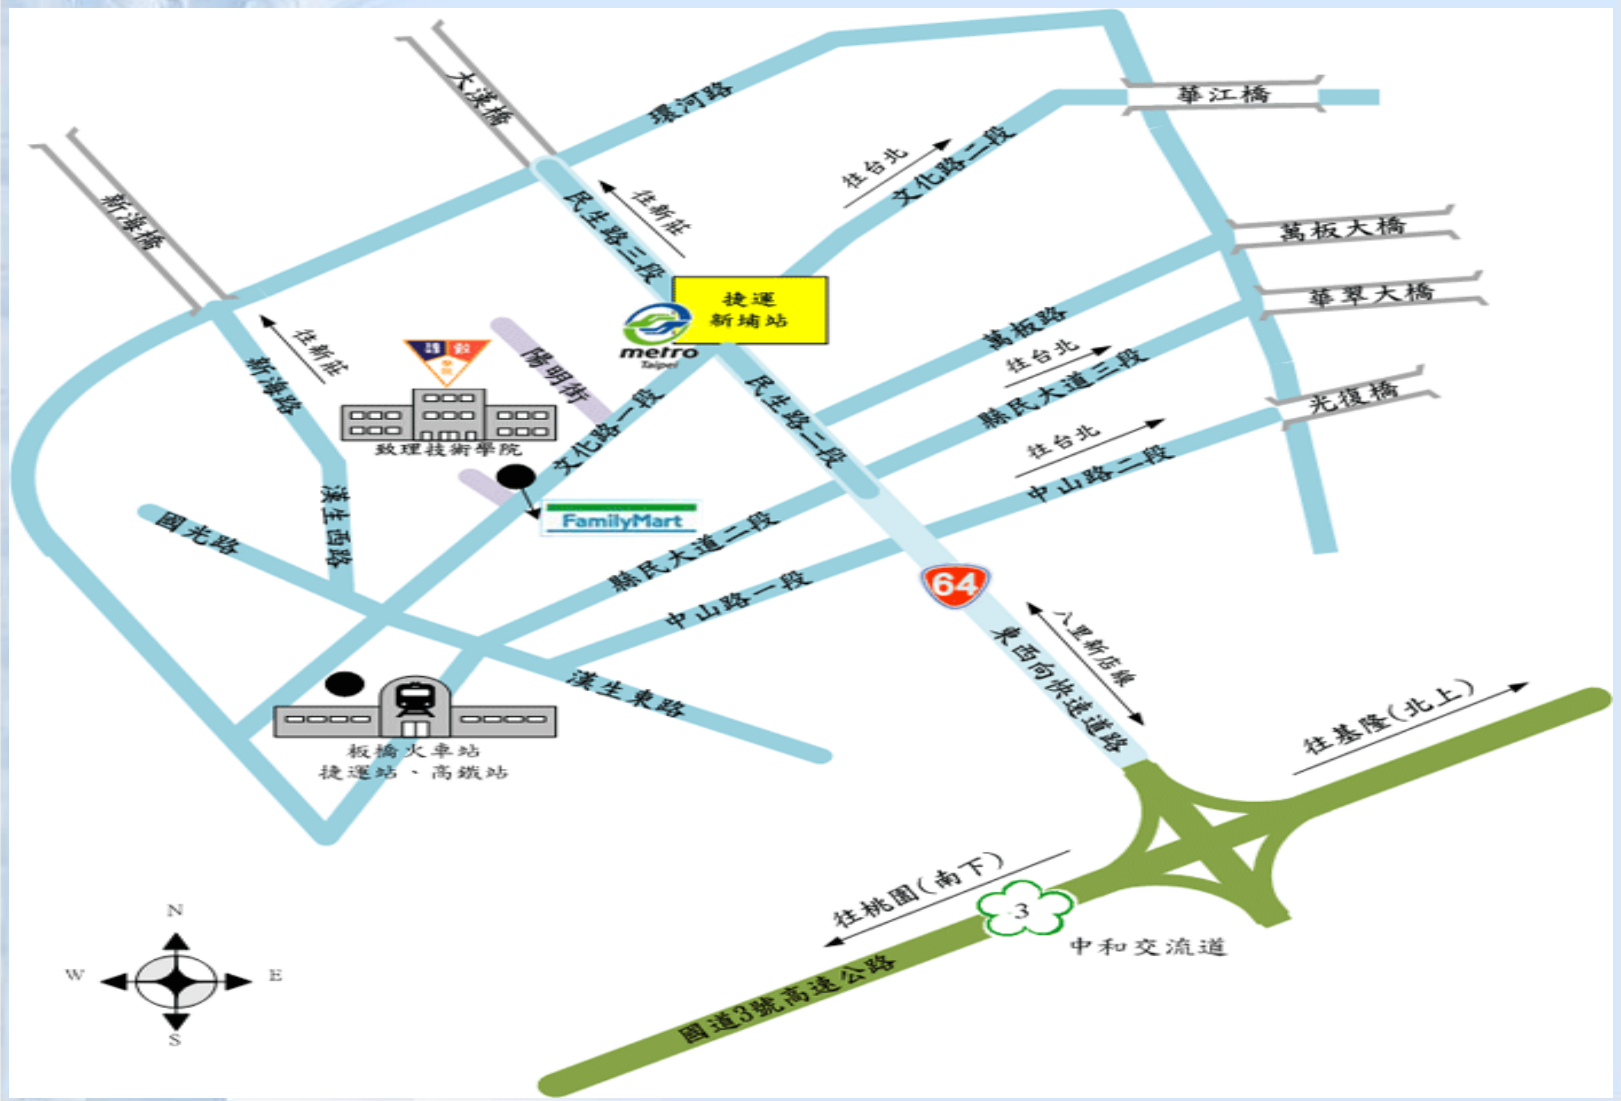 大漢橋
環河路
華江橋
往台北
文化路二段
新海橋
民生路三段
往新莊
萬板大橋
捷運
新埔站
metro
Taipei
華翠大橋
往新莊
新海路
陽明街
萬板路
往台北
縣民大道三段
光復橋
致理技術學院
文化路一段
民生路二段
往台北
中山路二段
漢生西路
國光路
FamilyMart
縣民大道二段
中山路一段
64
八里新店線
東西向快速道路
漢生東路
板橋火車站
捷運站、高鐵站
往基隆(北上)
往桃園(南下)
3
中和交流道
國道3號高速公路
N
W
E
S